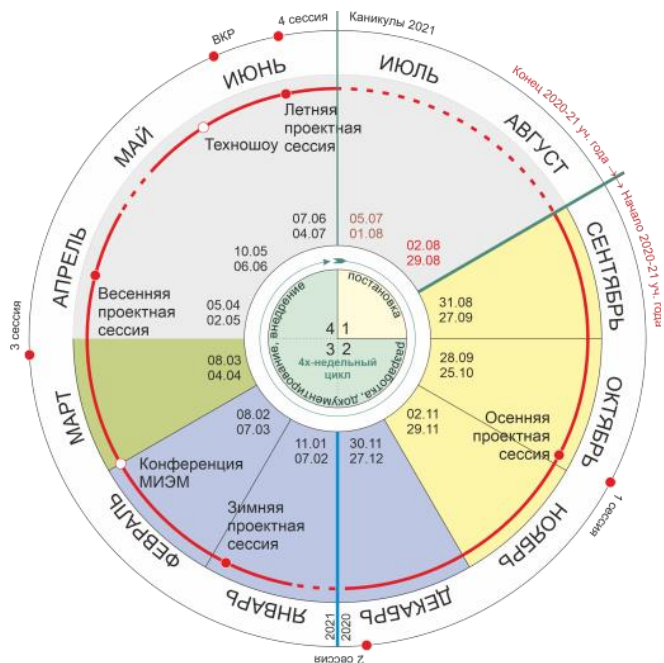 4 сессия
Каникулы 2021
ВКР
ИЮНЬ
ИЮЛЬ
Конец 2020-21 уч. года
Начало 2020-21 уч. года
МАЙ
АВГУСТ
Летняя
проектная
сессия
Техношоу
АПРЕЛЬ
СЕНТЯБРЬ
07.06
04.07
05.07
01.08
10.05
06.06
02.08
29.08
Весенняя
проектная
сессия
05.04
02.05
31.08
27.09
3 сессия
постановка
разработка, документирование, внедрение
4 1
3 2
4х-недельный
цикл
08.03
04.04
28.09
25.10
МАРТ
ОКТЯБРЬ
08.02
07.03
02.11
29.11
Осенняя
проектная
сессия
11.01
07.02
30.11
27.12
Конференция
МИЭМ
1 сессия
Зимняя
проектная
сессия
ФЕВРАЛЬ
НОЯБРЬ
ЯНВАРЬ
ДЕКАБРЬ
2021
2020
2 сессия